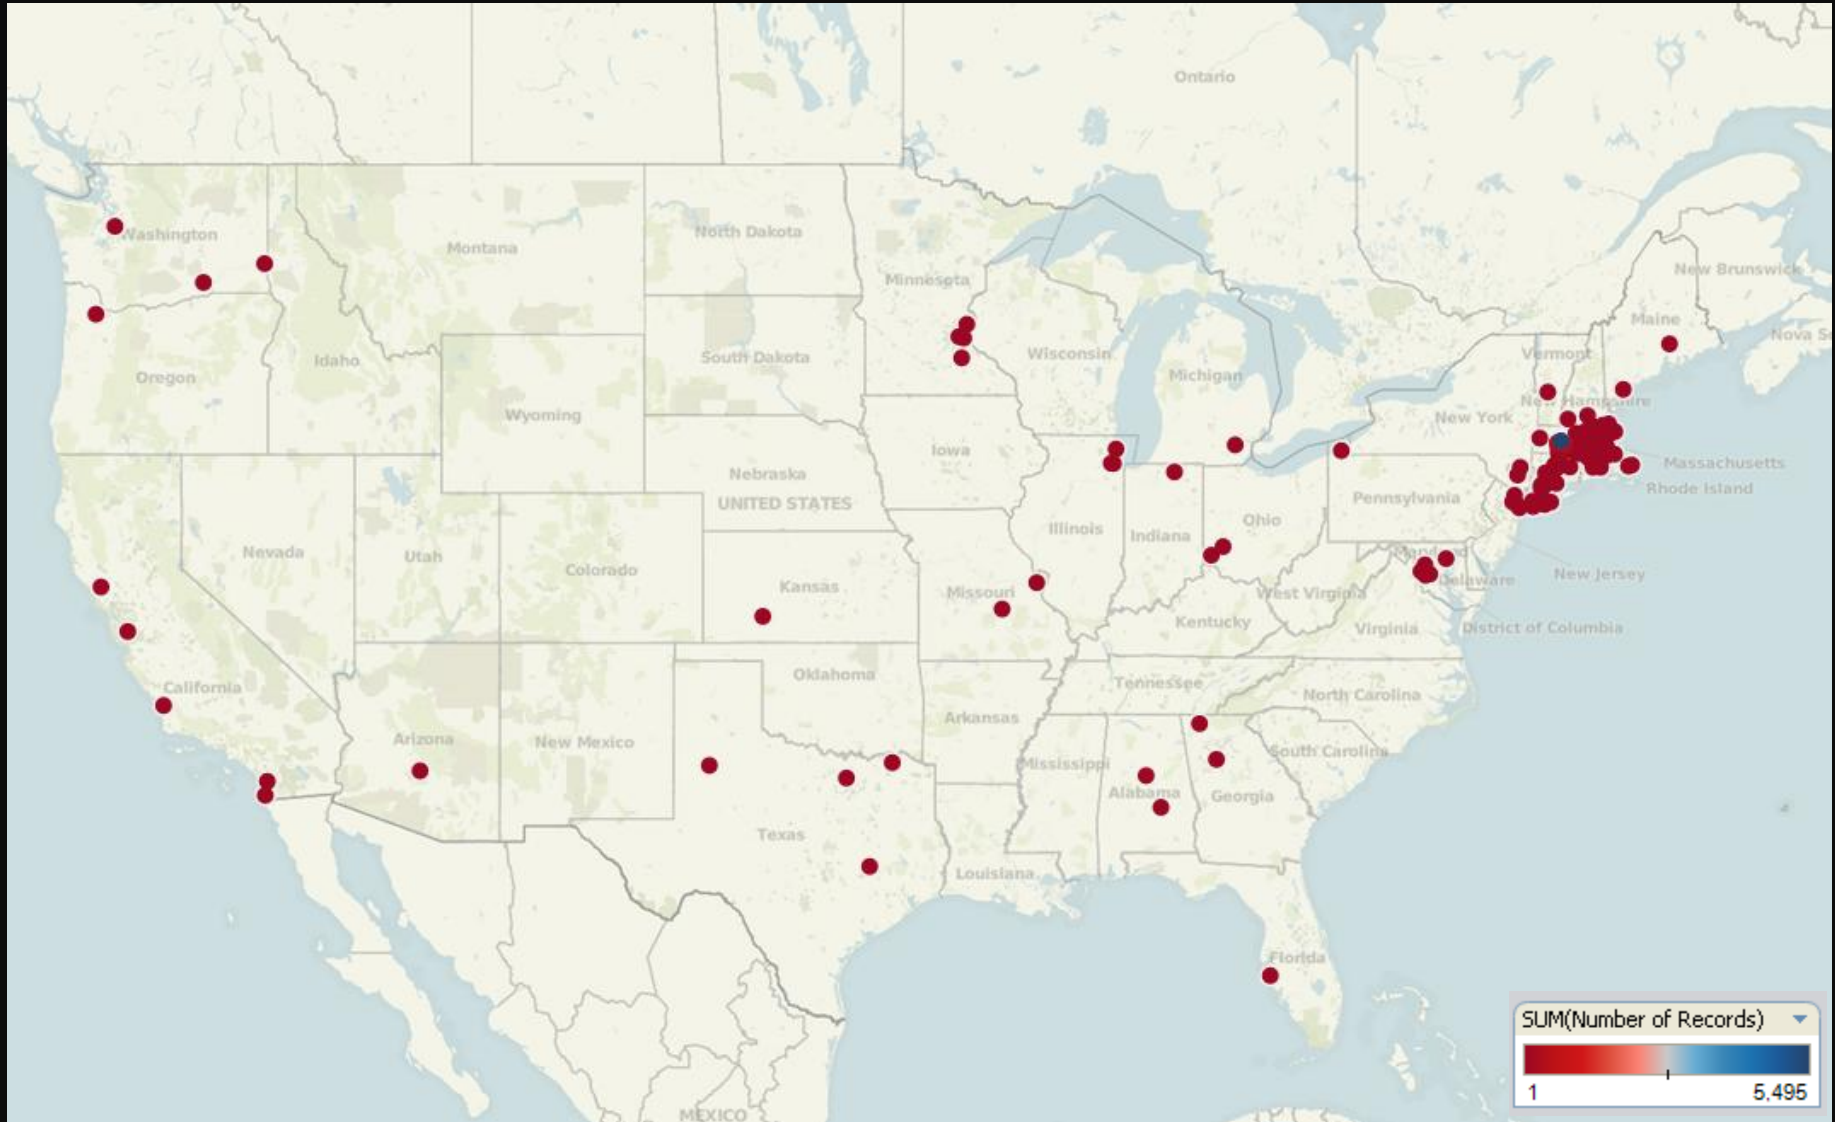 Ontario
Washington
Montana
North Dakota
Minnesota
New Brunswick
Maine
Nova S
Vermont
South Dakota
Wisconsin
Idaho
Oregon
Michigan
New Hampshire
Wyoming
New York
Iowa
Massachusetts
Nebraska
Rhode Island
UNITED STATES
Pennsylvania
Illinois
Ohio
Indiana
Nevada
Utah
Colorado
Maryland
New Jersey
Delaware
Kansas
Missouri
West Virginia
Kentucky
Virginia
District of Columbia
Oklahoma
Tennessee
California
North Carolina
Arkansas
Arizona
New Mexico
South Carolina
Mississippi
Alabama
Georgia
Texas
Louisiana
Florida
SUM(Number of Records)
1
5,495
MEXICO